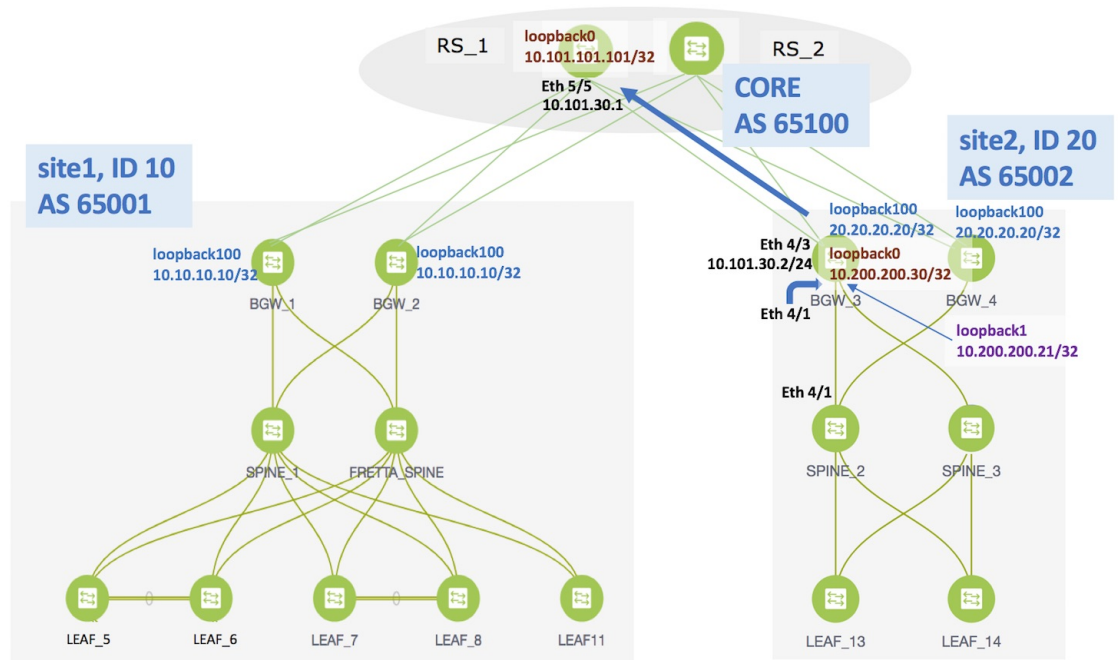 RS_1
loopback0
10.101.101.101/32
RS_2
Eth 5/5
10.101.30.1
CORE
AS 65100
site1, ID 10
AS 65001
site2, ID 20
AS 65002
loopback100
10.10.10.10/32
BGW_1
loopback100
10.10.10.10/32
BGW_2
loopback100
20.20.20.20/32
loopback100
20.20.20.20/32
Eth 4/3
10.101.30.2/24
loopback0
10.200.200.30/32
BGW_3
BGW_4
Eth 4/1
loopback1
10.200.200.21/32
Eth 4/1
SPINE_1
FRETTA_SPINE
SPINE_2
SPINE_3
0
0
LEAF_5
LEAF_6
LEAF_7
LEAF_8
LEAF11
LEAF_13
LEAF_14